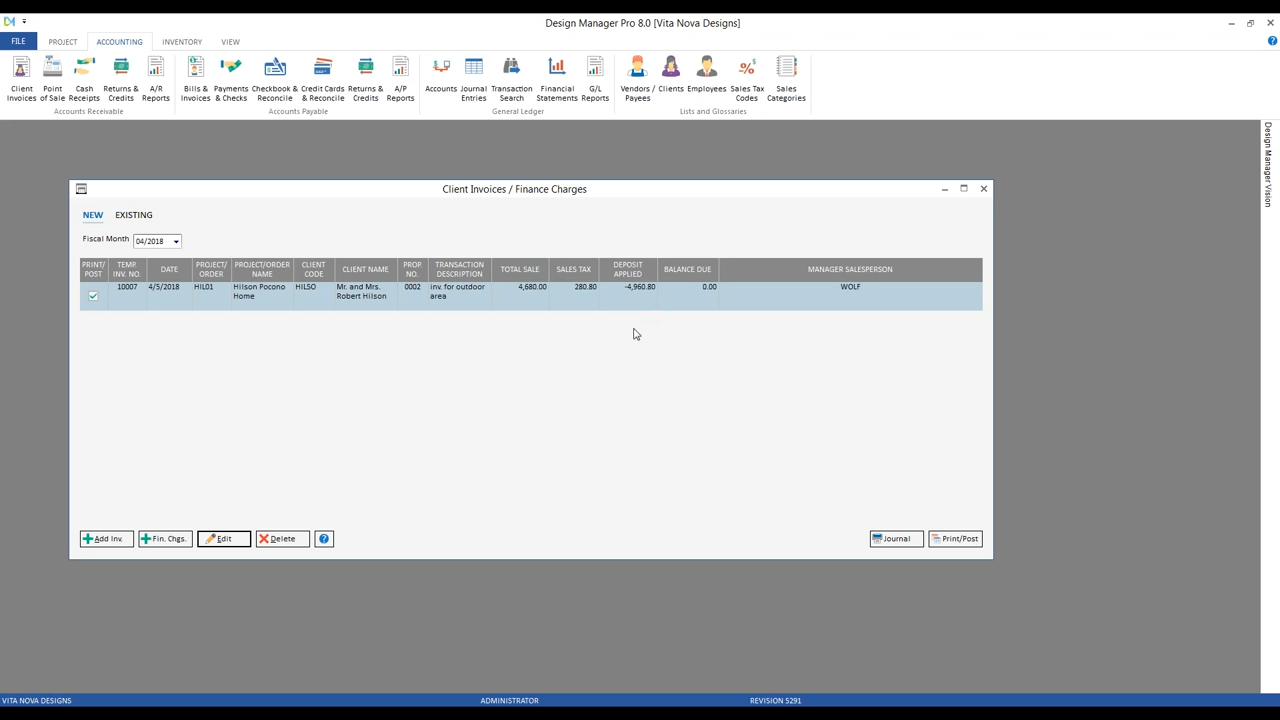 Design Manager Pro 8.0 [Vita Nova Designs]
FILE PROJECT ACCOUNTING INVENTORY VIEW
Client Invoices
Point of Sale
Cash Receipts
Returns & Credits
A/R Reports
Accounts Receivable
Bills & Invoices
Payments & Checks
Checkbook & Reconcile
Credit Cards & Reconcile
Returns & Credits
A/P Reports
Accounts Payable
Accounts
Journal Entries
Transaction Search
Financial Statements
G/L Reports
General Ledger
Vendors / Payees
Clients
Employees
Sales Tax Codes
Sales Categories
Lists and Glossaries
Design Manager Vision
Client Invoices / Finance Charges
NEW EXISTING
Fiscal Month 04/2018
PRINT/ POST
TEMP. INV. NO.
DATE
PROJECT/ ORDER
PROJECT/ORDER NAME
CLIENT CODE
CLIENT NAME
PROP. NO.
TRANSACTION DESCRIPTION
TOTAL SALE
SALES TAX
DEPOSIT APPLIED
BALANCE DUE
MANAGER SALESPERSON
10007
4/5/2018
HIL01
Hilson Pocono Home
HILSO
Mr. and Mrs. Robert Hilson
0002
inv. for outdoor area
4,680.00
280.80
-4,960.80
0.00
WOLF
Add Inv. Fin. Chgs. Edit Delete ? Journal Print/Post
VITA NOVA DESIGNS ADMINISTRATOR REVISION 5291